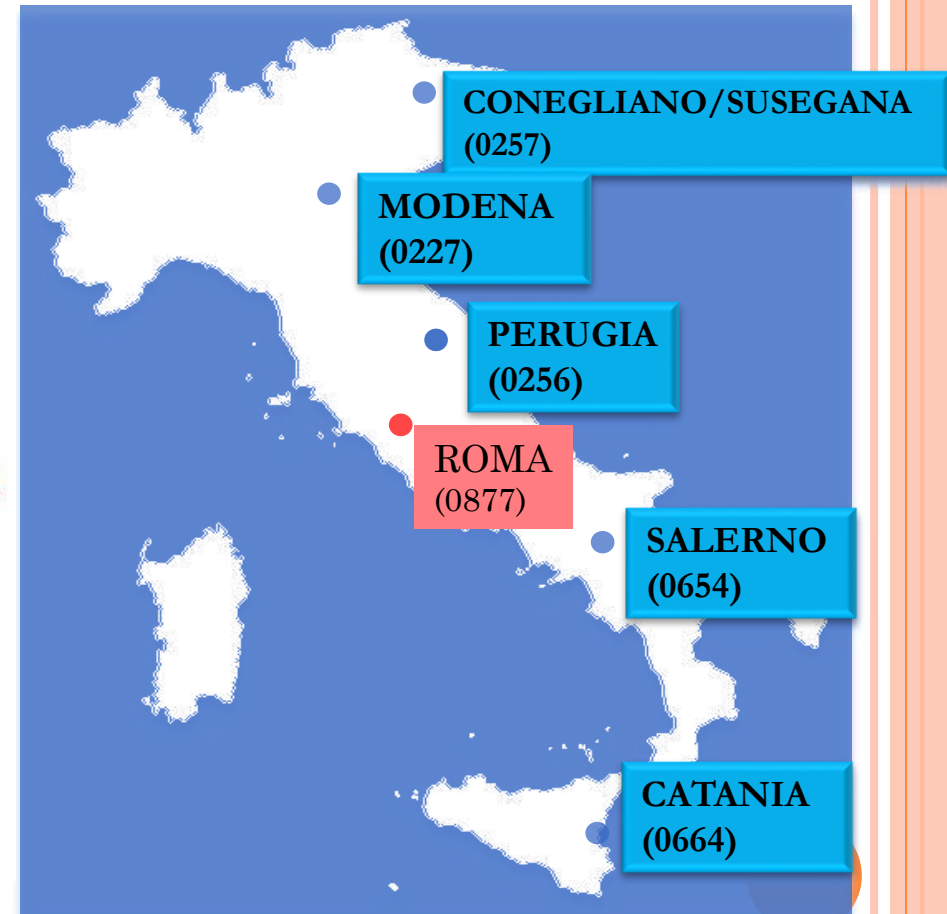 CONEGLIANO/SUSEGANA
(0257)
MODENA
(0227)
PERUGIA
(0256)
ROMA
(0877)
SALERNO
(0654)
CATANIA
(0664)